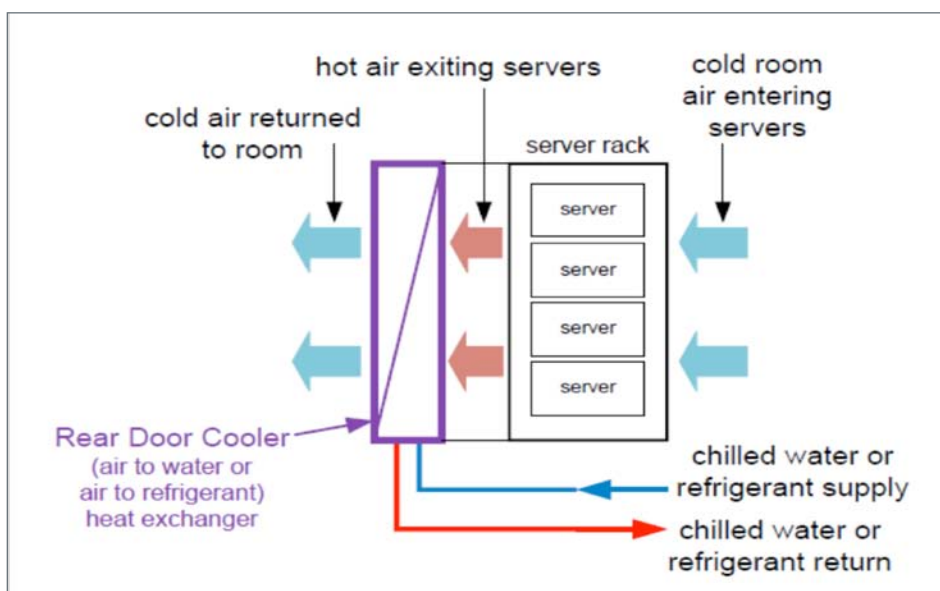 hot air exiting servers
cold room
air entering
servers
cold air returned
to room
server rack
server
server
server
server
Rear Door Cooler
(air to water or
air to refrigerant)
heat exchanger
chilled water or
refrigerant supply
chilled water or
refrigerant return